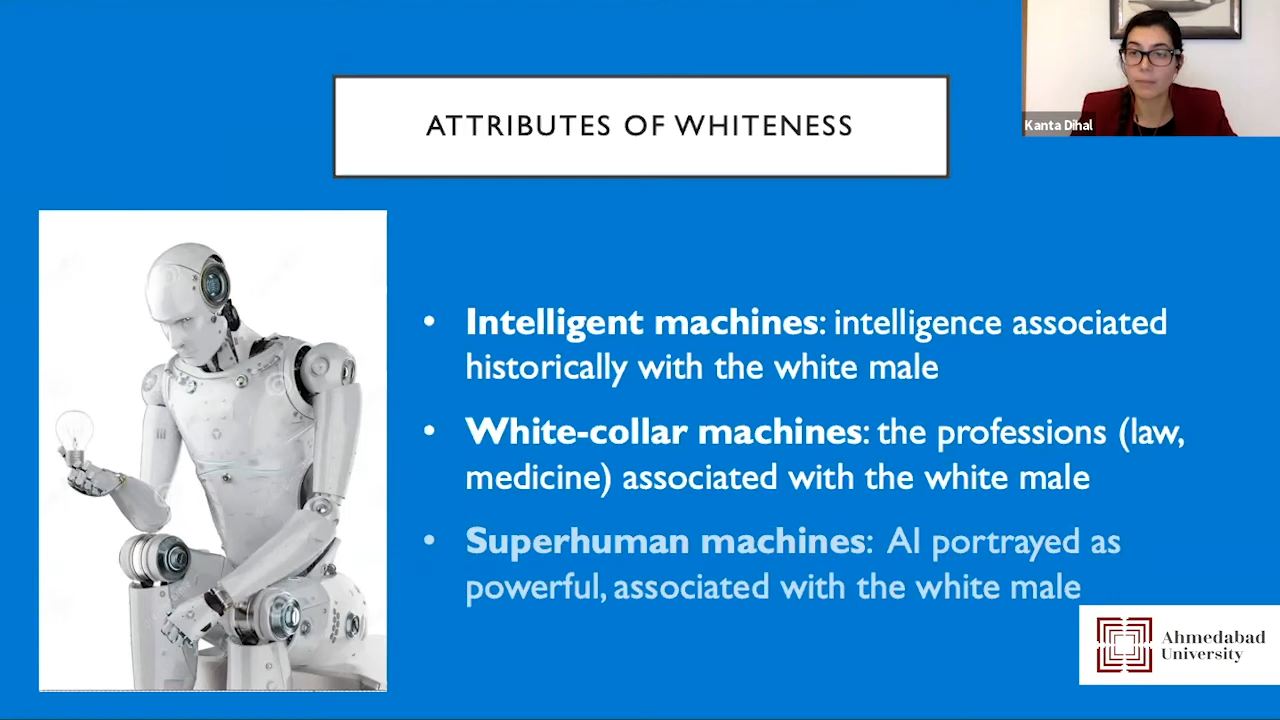 Kanta Dihal
ATTRIBUTES OF WHITENESS
• Intelligent machines: intelligence associated
historically with the white male
• White-collar machines: the professions (law,
medicine) associated with the white male
• Superhuman machines: AI portrayed as
powerful, associated with the white male
Ahmedabad
University